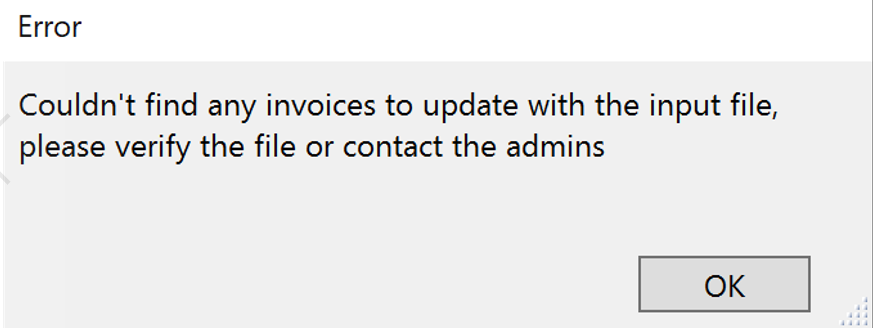 Error
Couldn't find any invoices to update with the input file,
please verify the file or contact the admins
OK